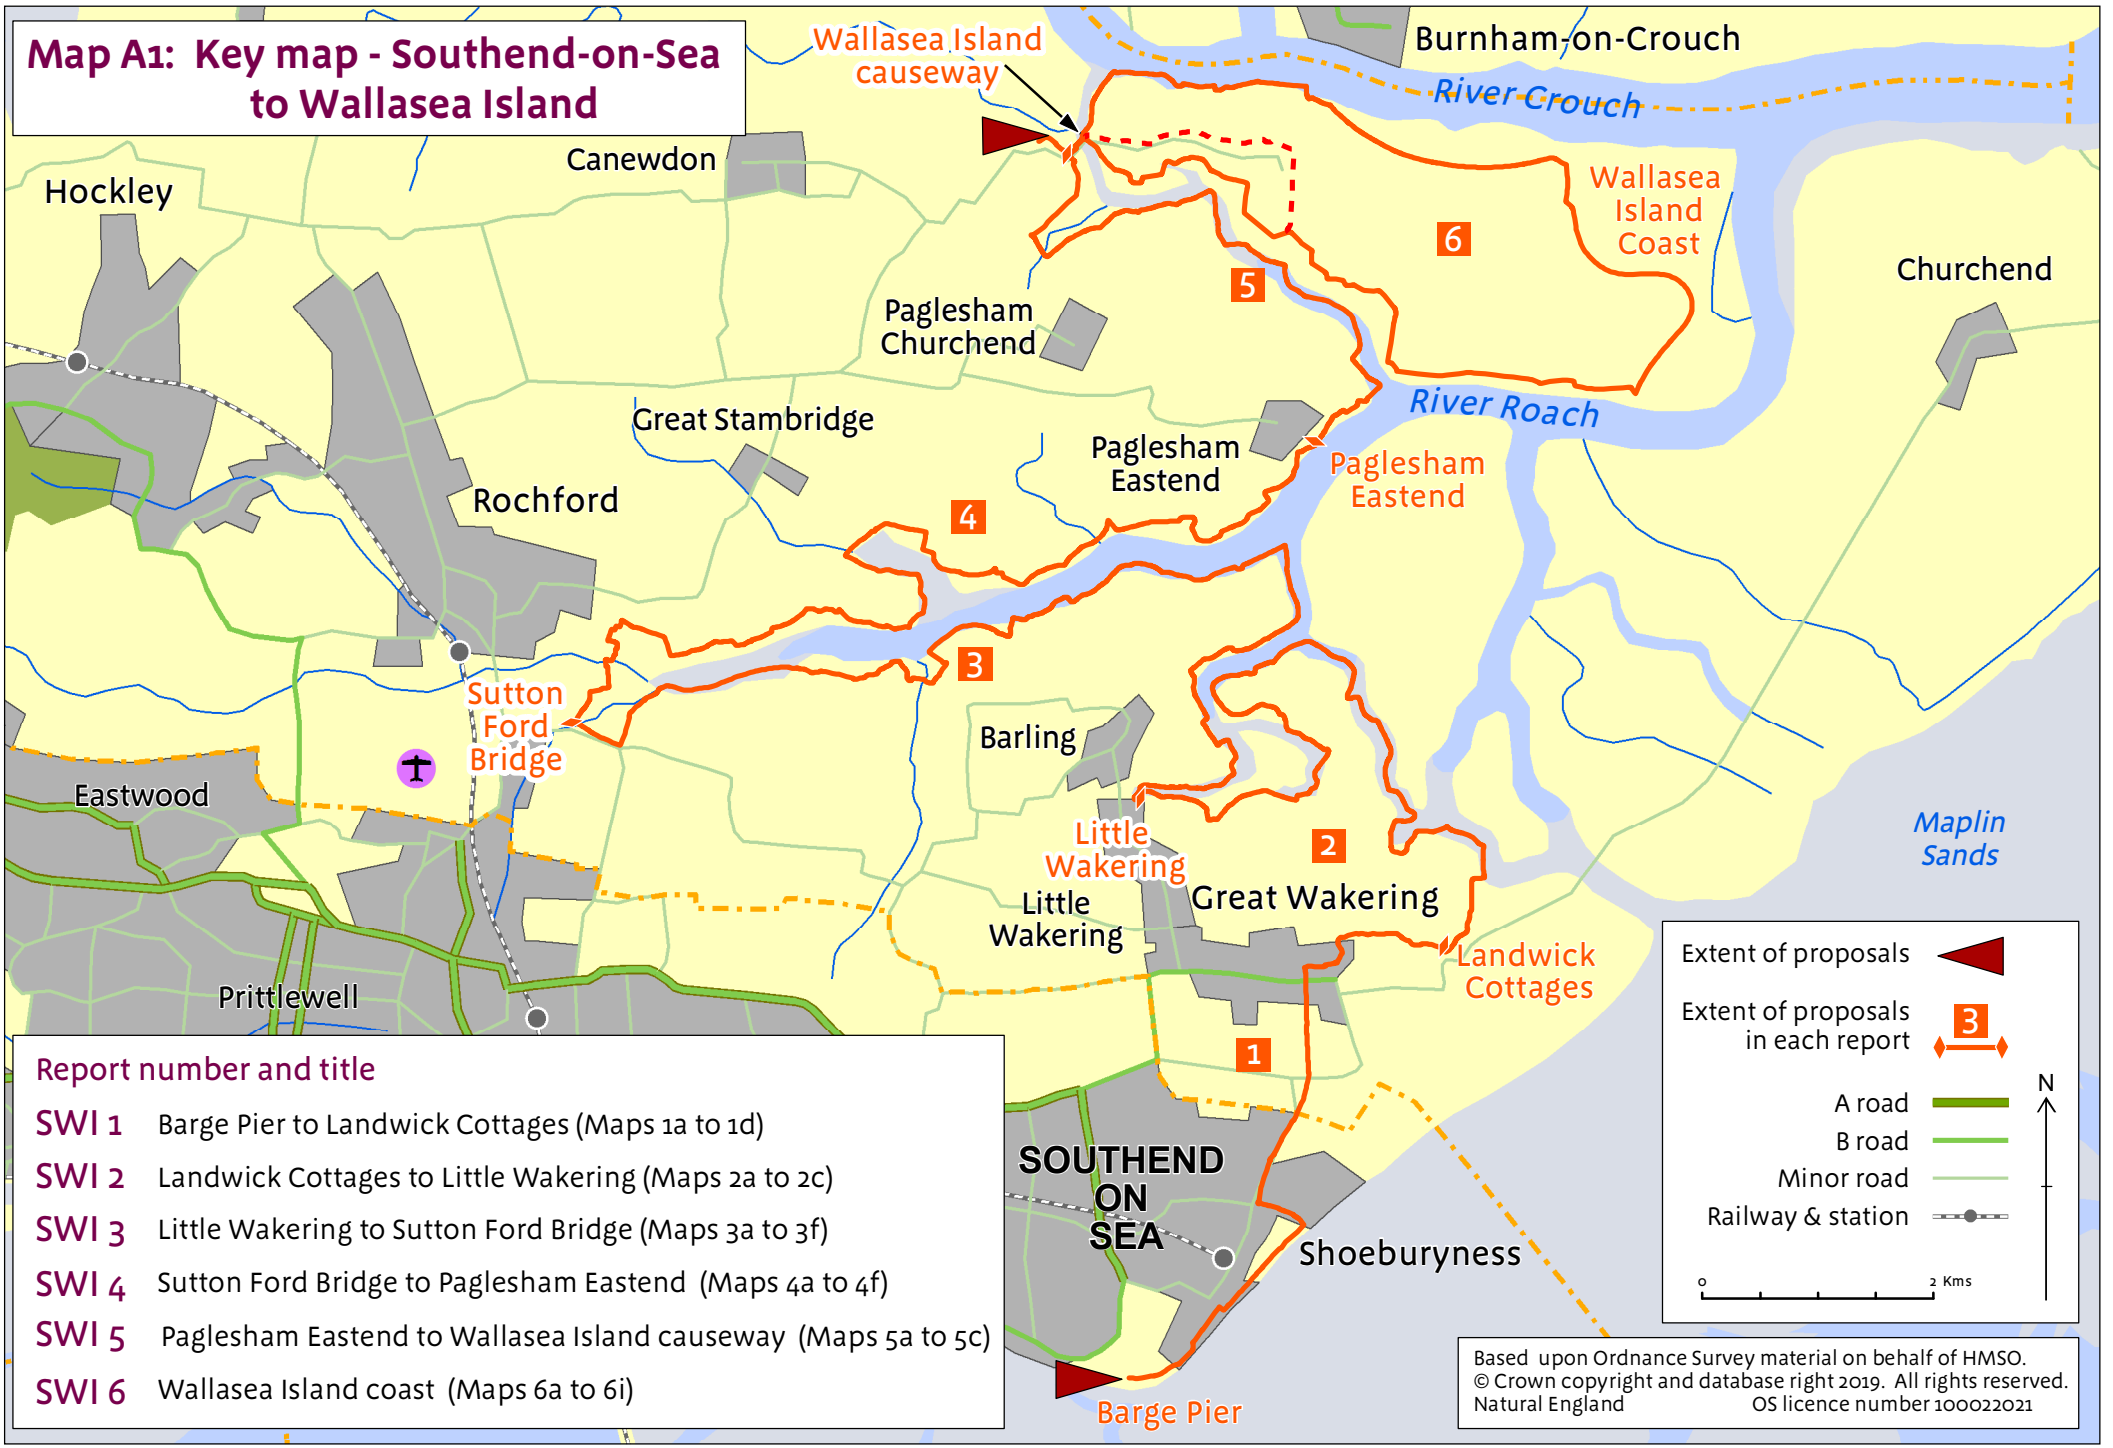 Map A1: Key map - Southend-on-Sea
to Wallasea Island
Wallasea Island
causeway
Burnham-on-Crouch
River Crouch
Canewdon
Hockley
Wallasea
Island
Coast
6
5
Churchend
Paglesham
Churchend
River Roach
Great Stambridge
Paglesham
Eastend
Paglesham
Eastend
Rochford
4
3
Sutton
Ford
Bridge
Barling
Eastwood
Little
Wakering
2
Maplin
Sands
Great Wakering
Little
Wakering
Landwick
Cottages
Prittlewell
1
SOUTHEND
ON
SEA
Shoeburyness
Barge Pier
Report number and title
SWI 1 Barge Pier to Landwick Cottages (Maps 1a to 1d)
SWI 2 Landwick Cottages to Little Wakering (Maps 2a to 2c)
SWI 3 Little Wakering to Sutton Ford Bridge (Maps 3a to 3f)
SWI 4 Sutton Ford Bridge to Paglesham Eastend (Maps 4a to 4f)
SWI 5 Paglesham Eastend to Wallasea Island causeway (Maps 5a to 5c)
SWI 6 Wallasea Island coast (Maps 6a to 6i)
Extent of proposals
Extent of proposals
in each report
3
N
A road
B road
Minor road
Railway & station
0 2 Kms
Based upon Ordnance Survey material on behalf of HMSO.
© Crown copyright and database right 2019. All rights reserved.
Natural England OS licence number 100022021